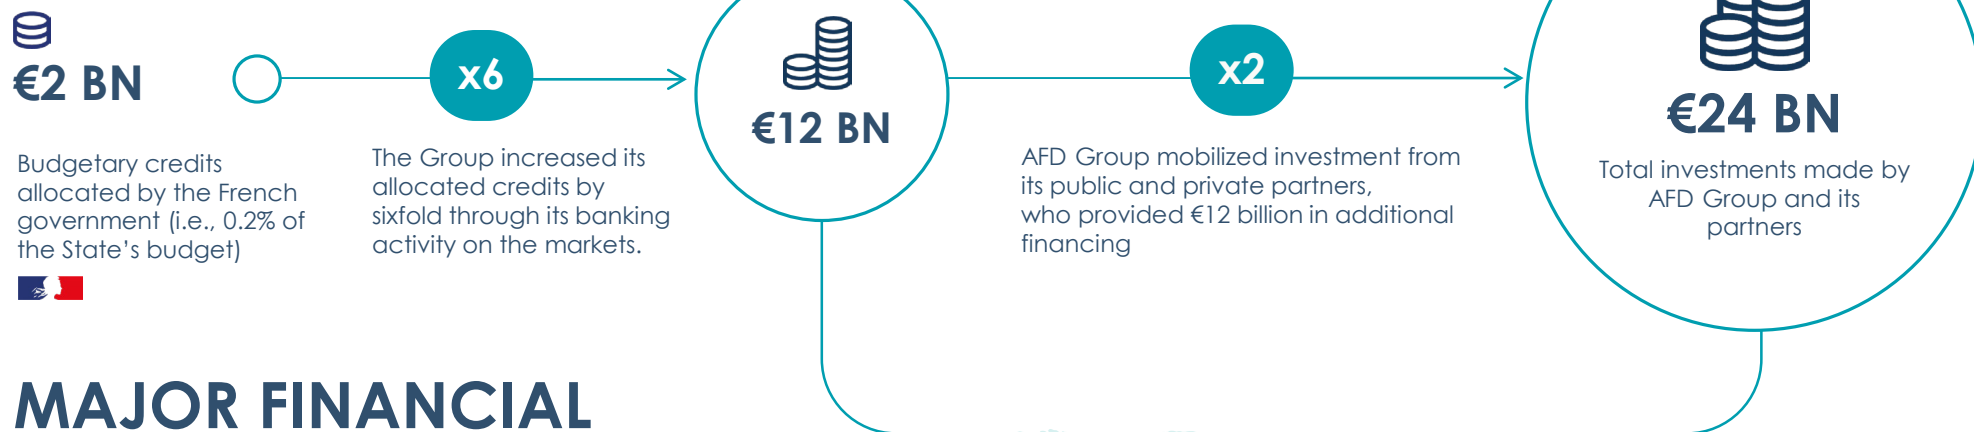 €2 BN
Budgetary credits
allocated by the French
government (i.e., 0.2% of
the State’s budget)
x6
The Group increased its
allocated credits by
sixfold through its banking
activity on the markets.
€12 BN
x2
AFD Group mobilized investment from
its public and private partners,
who provided €12 billion in additional
financing
€24 BN
Total investments made by
AFD Group and its
partners
MAJOR FINANCIAL